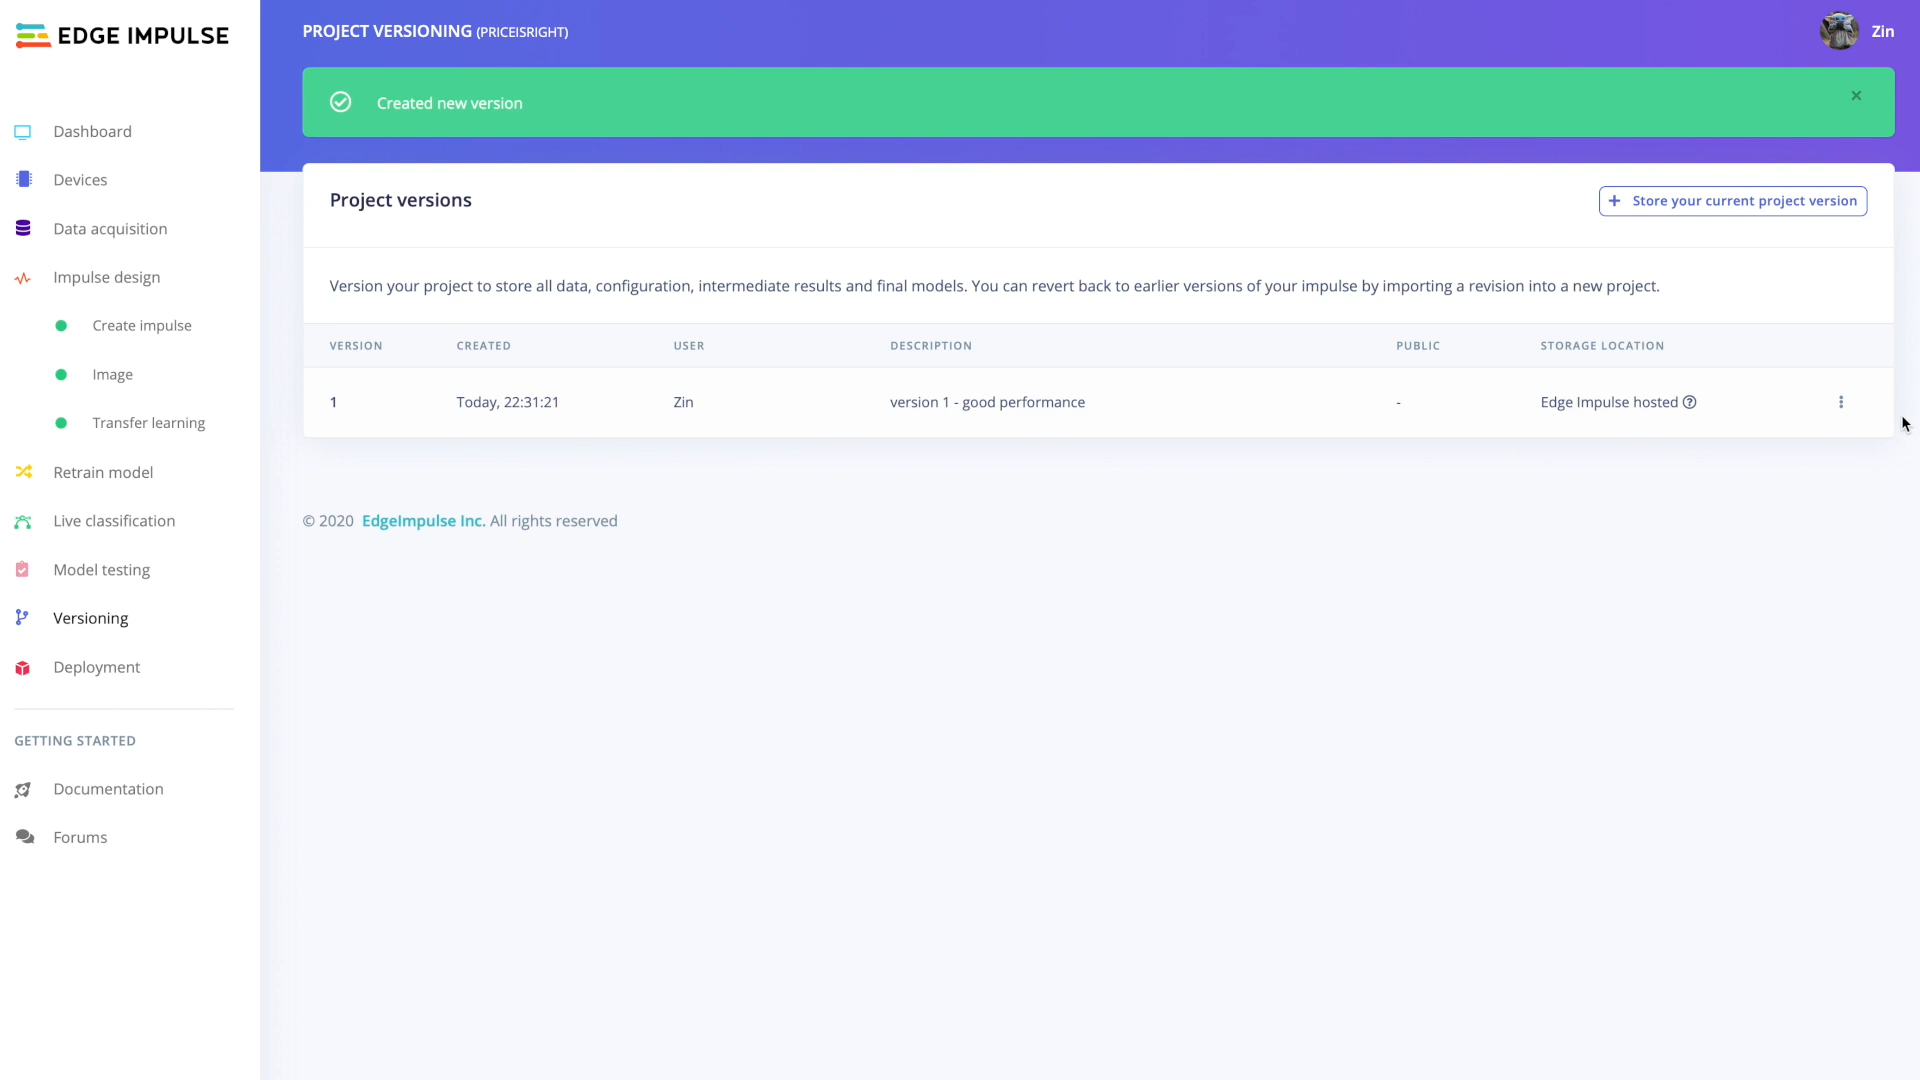 EDGE IMPULSE
PROJECT VERSIONING (PRICEISRIGHT)
Zin
Created new version
×
Dashboard
Devices
Data acquisition
Impulse design
Create impulse
Image
Transfer learning
Retrain model
Live classification
Model testing
Versioning
Deployment
GETTING STARTED
Documentation
Forums
Project versions
+ Store your current project version
Version your project to store all data, configuration, intermediate results and final models. You can revert back to earlier versions of your impulse by importing a revision into a new project.
VERSION CREATED USER DESCRIPTION PUBLIC STORAGE LOCATION
1 Today, 22:31:21 Zin version 1 - good performance - Edge Impulse hosted ?
© 2020 EdgeImpulse Inc. All rights reserved